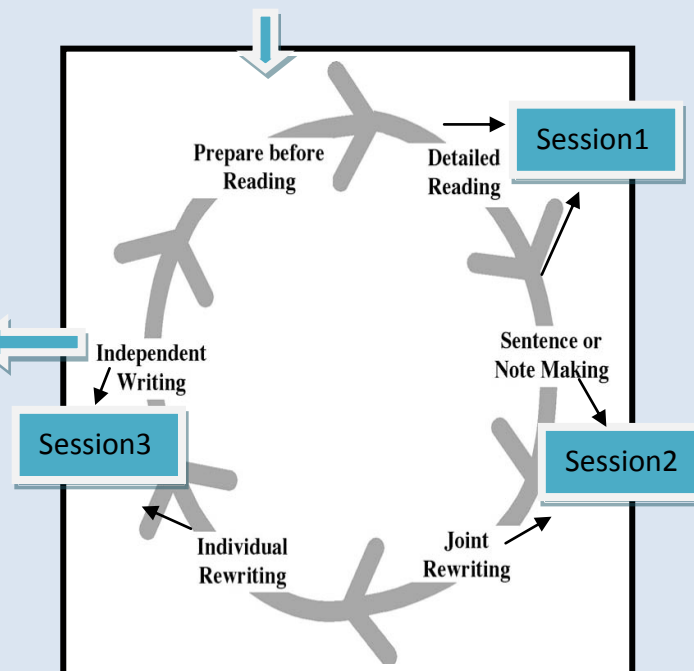 Prepare before
Reading
Detailed
Reading
Session1
Sentence or
Note Making
Session2
Joint
Rewriting
Individual
Rewriting
Session3
Independent
Writing